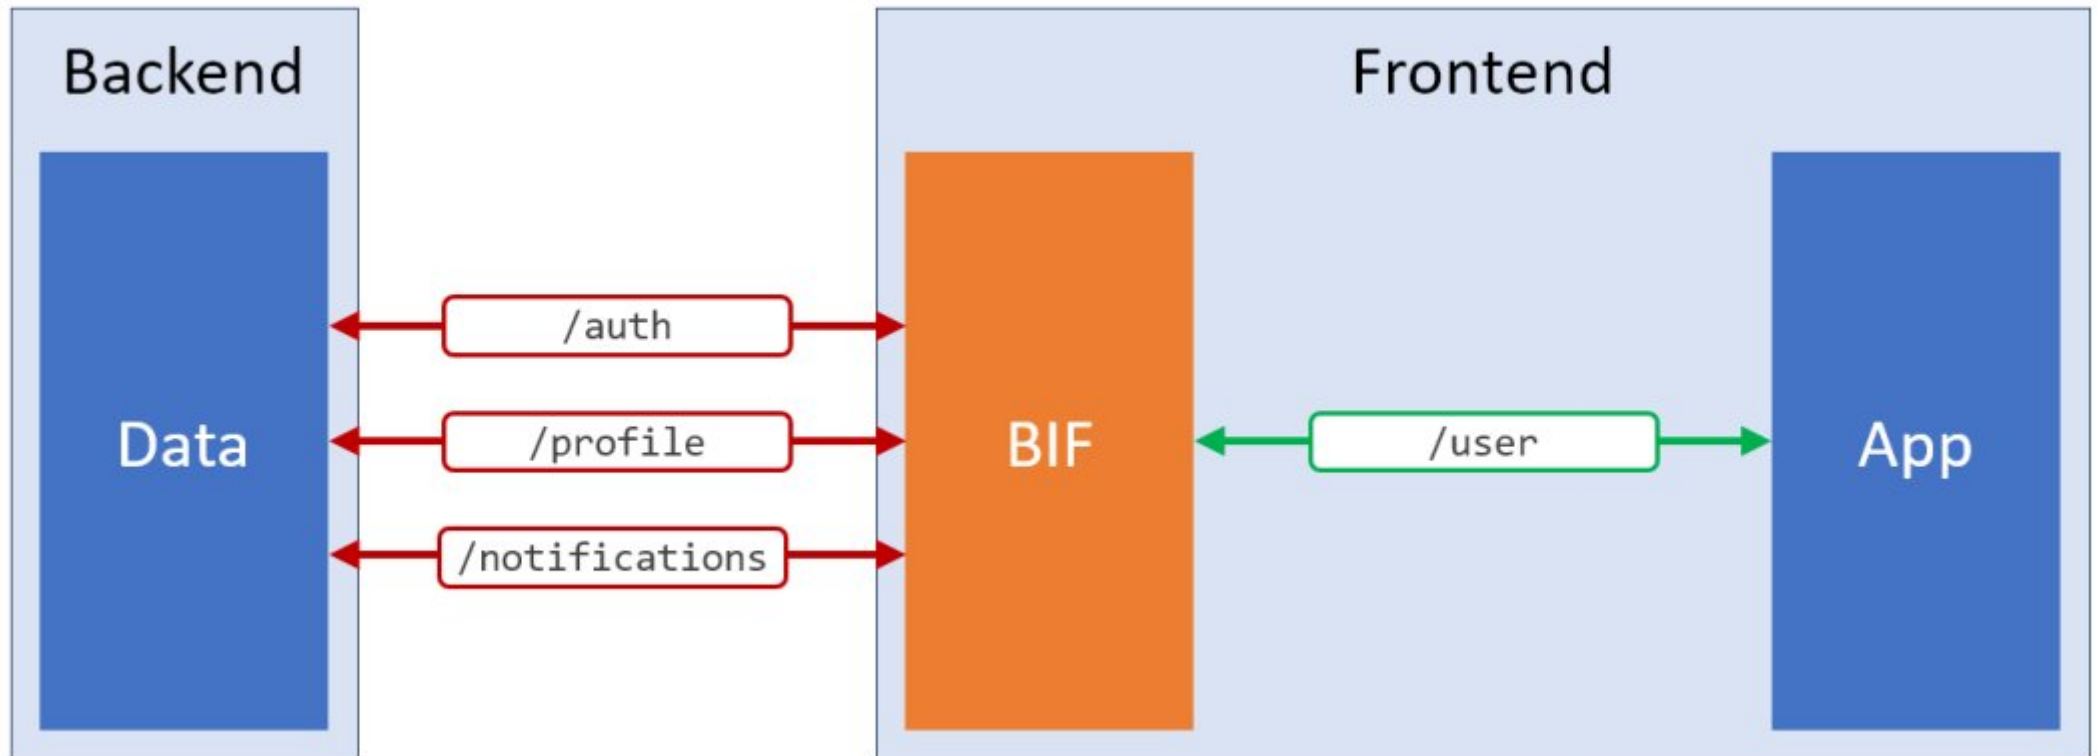 Backend
Frontend
/auth
Data
/profile
BIF
/user
App
/notifications